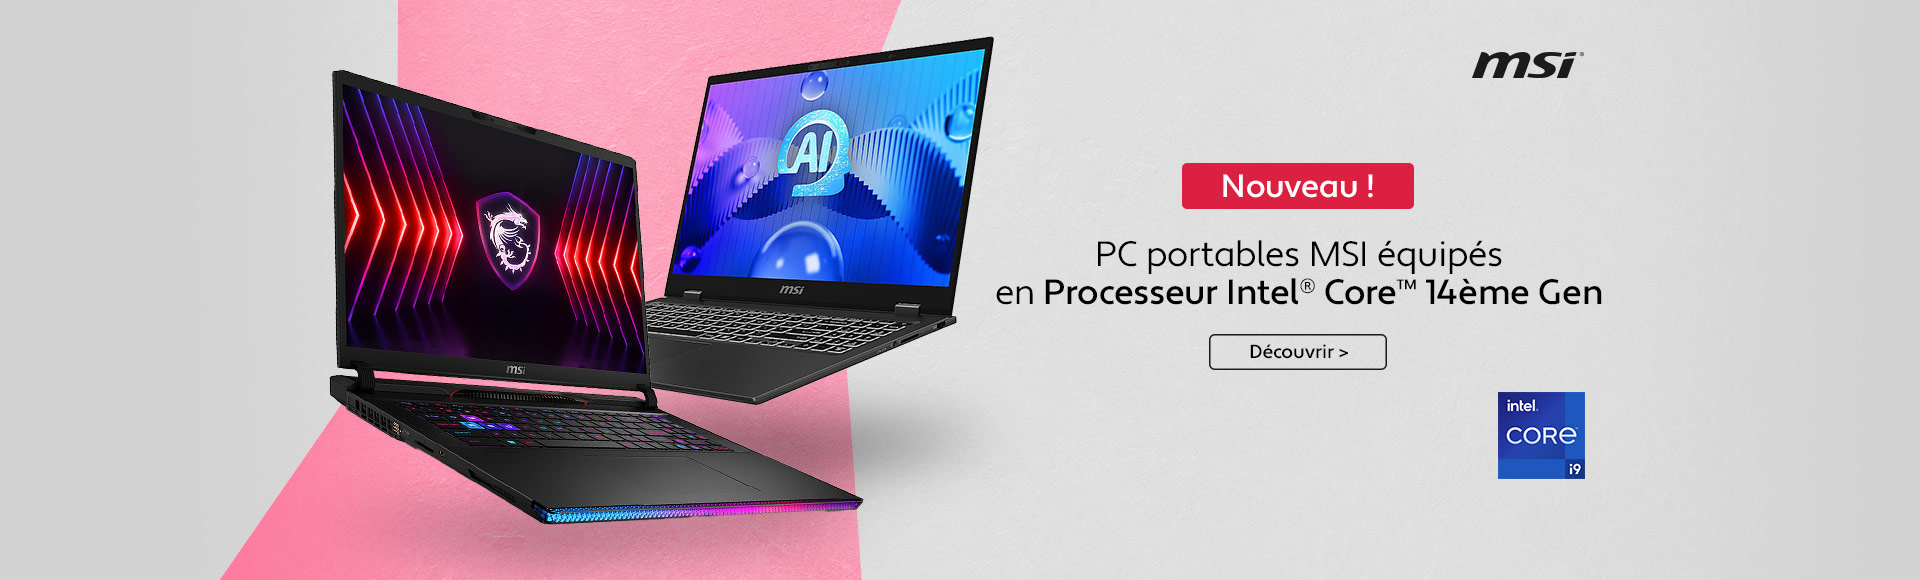 msi
AI
msi
msi
Nouveau !
PC portables MSI équipés
en Processeur Intel® Core™ 14ème Gen
Découvrir >
intel.
CORE
i9